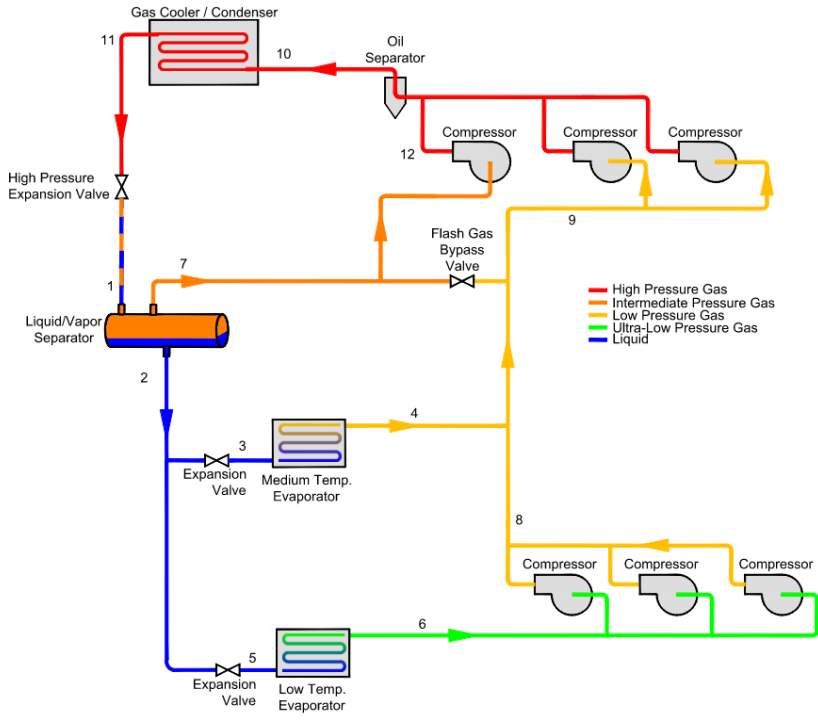 Gas Cooler / Condenser
11
10
Oil
Separator
Compressor
Compressor
Compressor
12
High Pressure
Expansion Valve
9
Flash Gas
Bypass
Valve
7
1
High Pressure Gas
Intermediate Pressure Gas
Low Pressure Gas
Ultra-Low Pressure Gas
Liquid
Liquid/Vapor
Separator
2
4
3
Expansion
Valve
Medium Temp.
Evaporator
8
Compressor
Compressor
Compressor
6
5
Expansion
Valve
Low Temp.
Evaporator